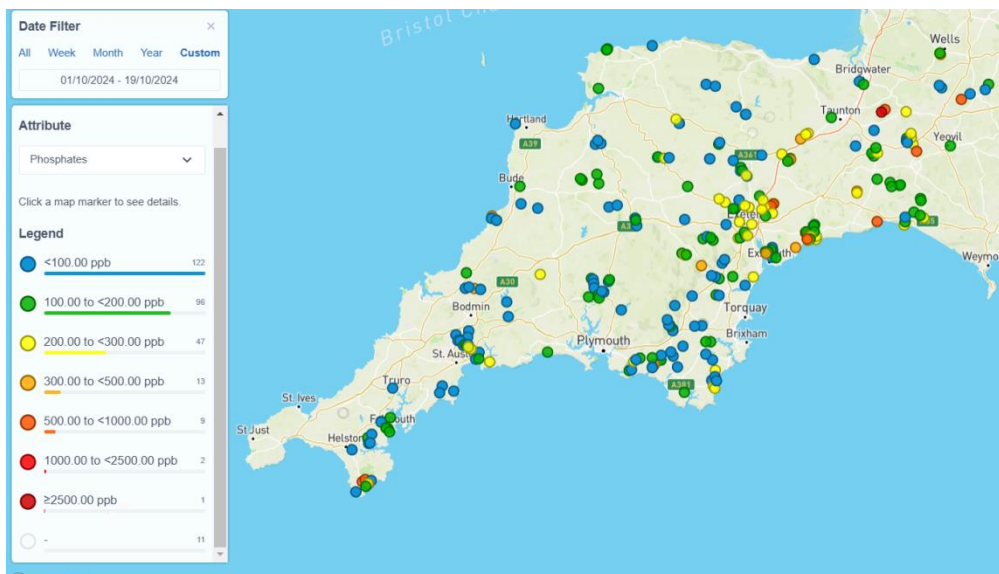 Date Filter ×
All Week Month Year Custom
01/10/2024 - 19/10/2024
Attribute
Phosphates
Click a map marker to see details.
Legend
<100.00 ppb 122
100.00 to <200.00 ppb 96
200.00 to <300.00 ppb 47
300.00 to <500.00 ppb 13
500.00 to <1000.00 ppb 9
1000.00 to <2500.00 ppb 2
≥2500.00 ppb 1
- 11
Bristol
Wells
Bridgwater
Taunton
Hartland
A39
Yeovil
A361
Bude
Exeter
Weymo
A30
Bodmin
Torquay
Plymouth
Brixham
St. Aus
A381
Truro
St. Ives
St Just
Helston